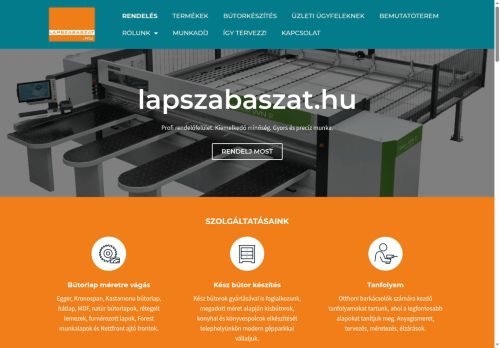 LAPSZABASZAT
RENDELÉS TERMÉKEK BÚTORKÉSZÍTÉS ÜZLETI ÜGYFELEKNEK BEMUTATÓTEREM
RÓLUNK MUNKADÍJ ÍGY TERVEZZ! KAPCSOLAT
lapszabaszat.hu
Profi rendelőfelület. Kiemelkedő minőség. Gyors és precíz munka.
RENDELJ MOST
SZOLGÁLTATÁSAINK
Bútorlap méretre vágás
Egger, Kronospan, Kastamonu bútorlap,
hátlap, MDF, natúr bútorlapok, rétegelt
lemezek, furnérozott lapok, Forest
munkalapok és Nettfront ajtó frontok.
Kész bútor készítés
Kész bútorok gyártásával is foglalkozunk,
megadott méret alapján kisbútorok,
konyhai és könyvespolcok elkészítését
telephelyünkön modern gépparkkal
vállaljuk.
Tanfolyam
Otthoni barkácsolók számára kezdő
tanfolyamokat tartunk, ahol a legfontosabb
alapokat tanítjuk meg. Anyagismeret,
tervezés, méretezés, élzárások.